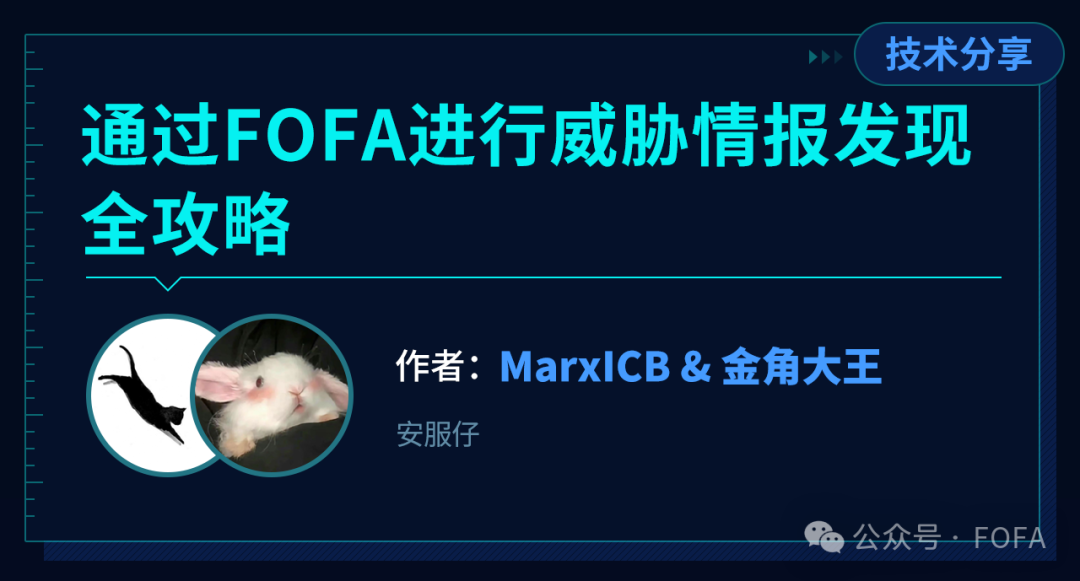 技术分享
通过FOFA进行威胁情报发现
全攻略
作者：MarxICB & 金角大王
安服仔
公众号 · FOFA